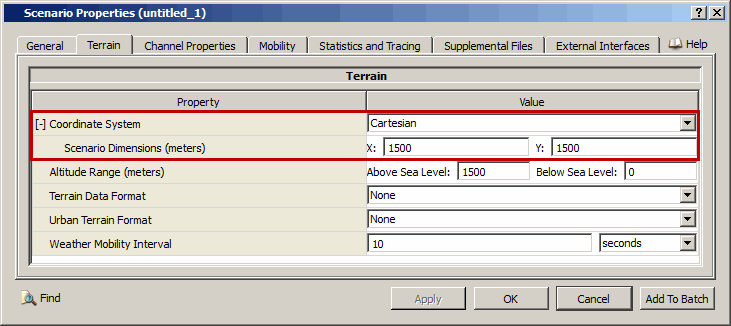 Scenario Properties (untitled_1)
General Terrain Channel Properties Mobility Statistics and Tracing Supplemental Files External Interfaces Help
Terrain
Property Value
[-] Coordinate System Cartesian
Scenario Dimensions (meters) X: 1500 Y: 1500
Altitude Range (meters) Above Sea Level: 1500 Below Sea Level: 0
Terrain Data Format None
Urban Terrain Format None
Weather Mobility Interval 10 seconds
Find Apply OK Cancel Add To Batch